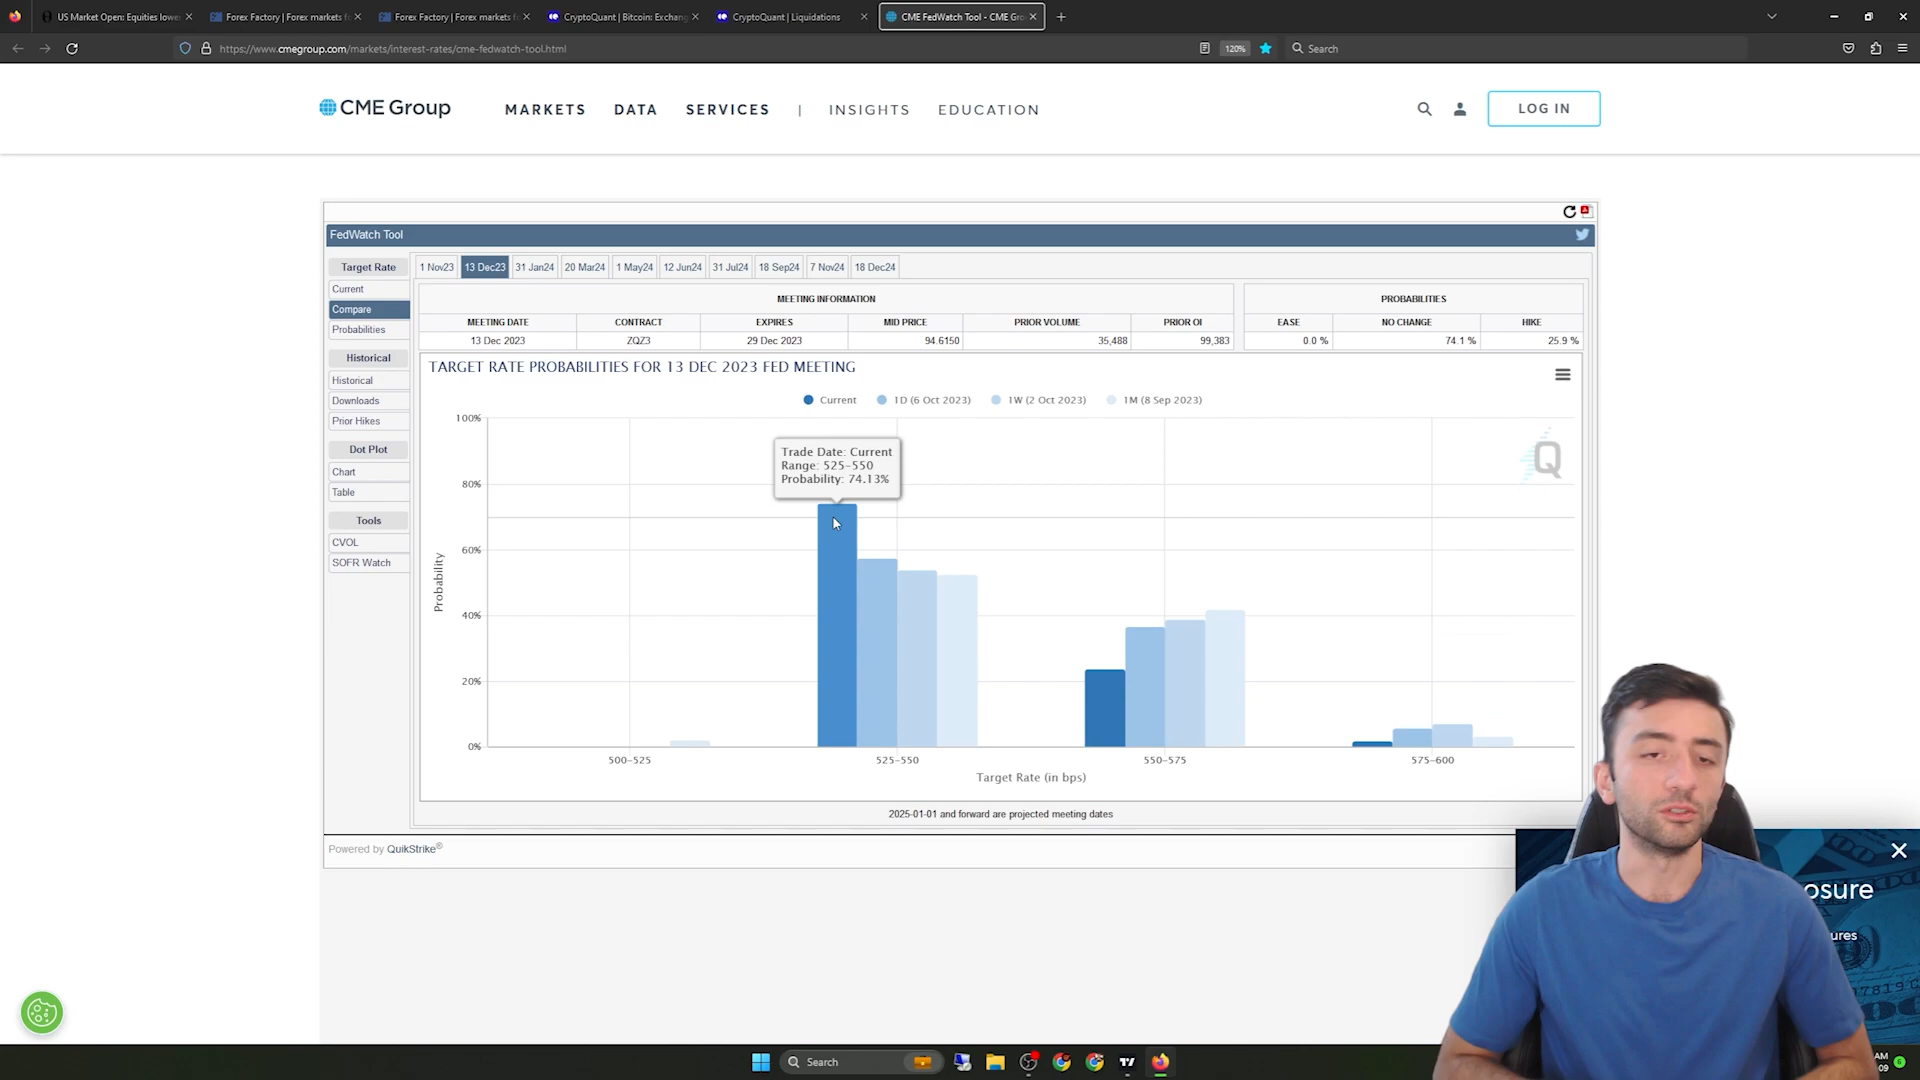 US Market Open: Equities lowe
Forex Factory | Forex markets f
Forex Factory | Forex markets f
CryptoQuant | Bitcoin: Exchang
CryptoQuant | Liquidations
CME FedWatch Tool - CME Gro
https://www.cmegroup.com/markets/interest-rates/cme-fedwatch-tool.html
120%
Search
CME Group
MARKETS DATA SERVICES | INSIGHTS EDUCATION
LOG IN
FedWatch Tool
Target Rate
Current
Compare
Probabilities
Historical
Historical
Downloads
Prior Hikes
Dot Plot
Chart
Table
Tools
CVOL
SOFR Watch
1 Nov23 13 Dec23 31 Jan24 20 Mar24 1 May24 12 Jun24 31 Jul24 18 Sep24 7 Nov24 18 Dec24
MEETING INFORMATION
MEETING DATE CONTRACT EXPIRES MID PRICE PRIOR VOLUME PRIOR OI
13 Dec 2023 ZQZ3 29 Dec 2023 94.6150 35,488 99,383
PROBABILITIES
EASE NO CHANGE HIKE
0.0 % 74.1 % 25.9 %
TARGET RATE PROBABILITIES FOR 13 DEC 2023 FED MEETING
Current 1D (6 Oct 2023) 1W (2 Oct 2023) 1M (8 Sep 2023)
100%
80%
60%
40%
20%
0%
Probability
Trade Date: Current
Range: 525-550
Probability: 74.13%
Q
500-525 525-550 550-575 575-600
Target Rate (in bps)
2025-01-01 and forward are projected meeting dates
Powered by QuikStrike®
osure
ures
Search
AM